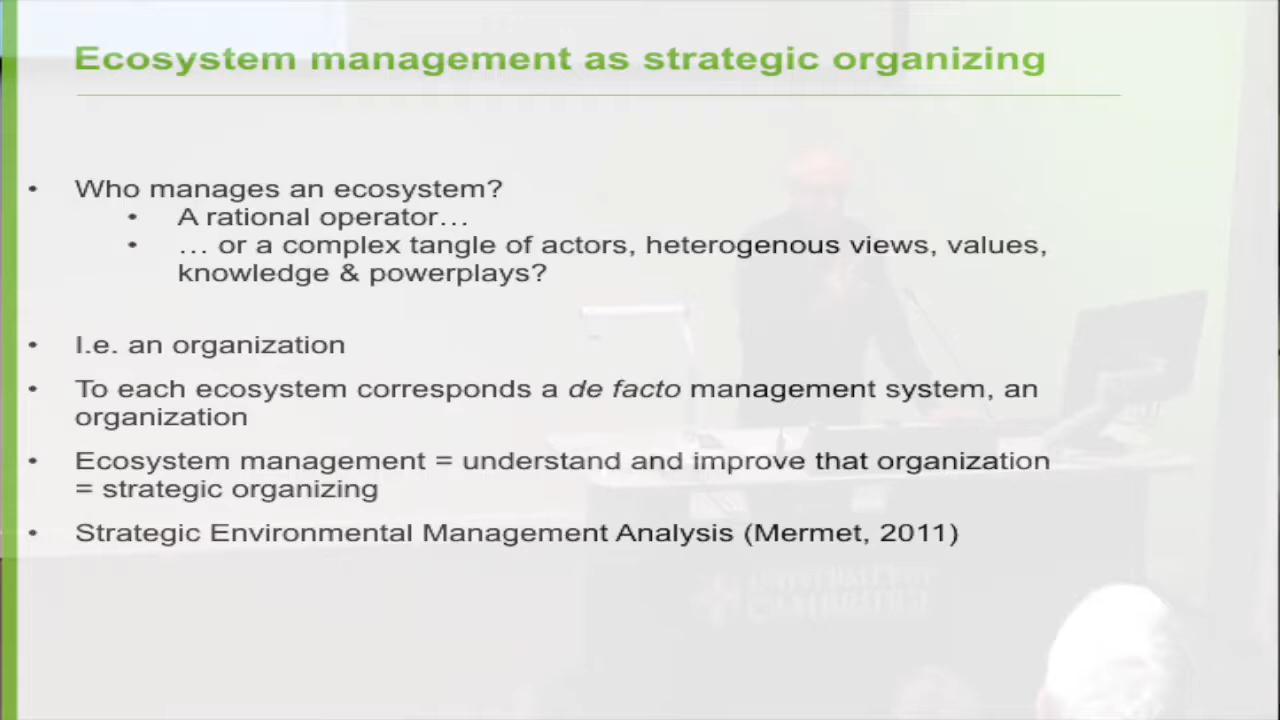 Ecosystem management as strategic organizing
• Who manages an ecosystem?
• A rational operator…
• … or a complex tangle of actors, heterogenous views, values,
knowledge & powerplays?
• I.e. an organization
• To each ecosystem corresponds a de facto management system, an
organization
• Ecosystem management = understand and improve that organization
= strategic organizing
• Strategic Environmental Management Analysis (Mermet, 2011)